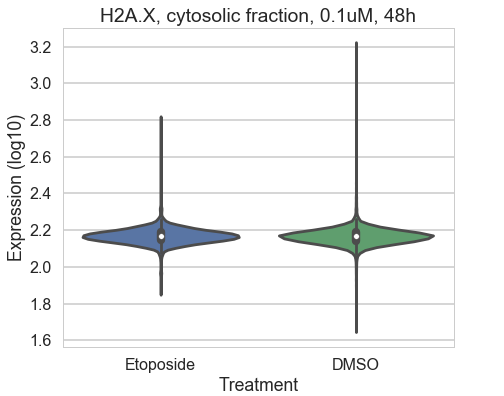 H2A.X, cytosolic fraction, 0.1uM, 48h
Expression (log10)
3.2
3.0
2.8
2.6
2.4
2.2
2.0
1.8
1.6
Etoposide DMSO
Treatment